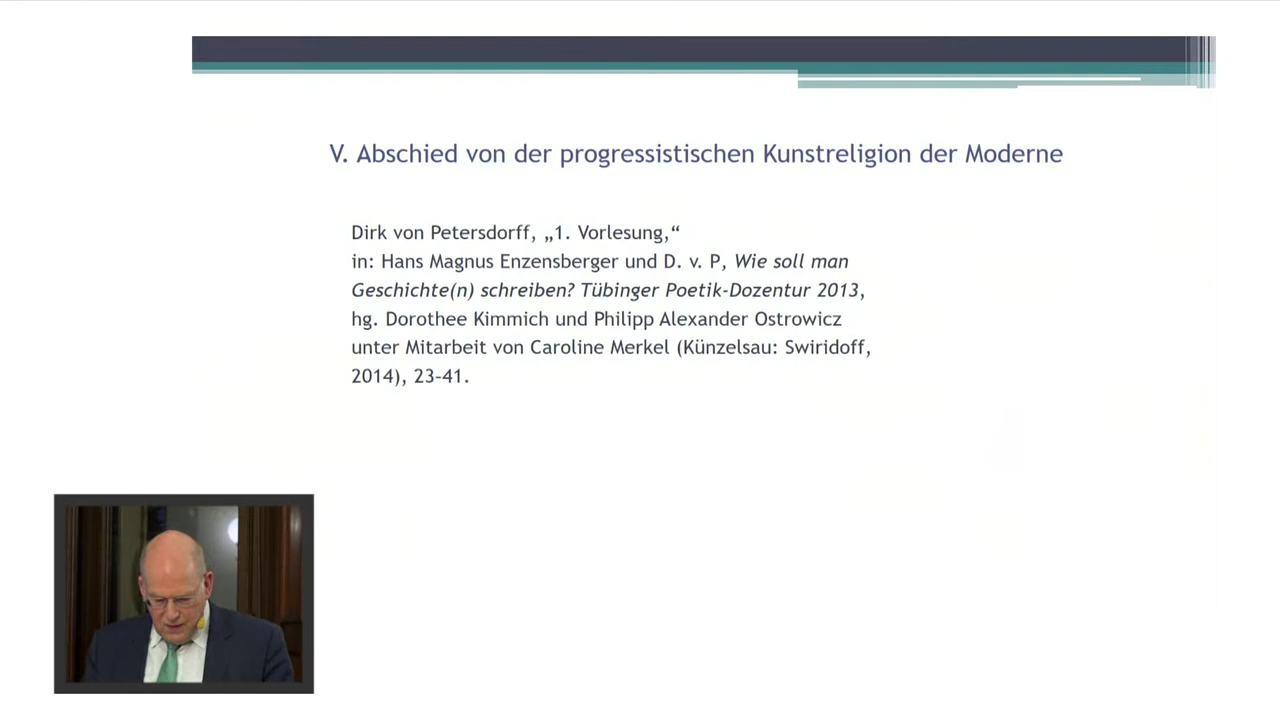 V. Abschied von der progressistischen Kunstreligion der Moderne
Dirk von Petersdorff, „1. Vorlesung,“
in: Hans Magnus Enzensberger und D. v. P, Wie soll man
Geschichte(n) schreiben? Tübinger Poetik-Dozentur 2013,
hg. Dorothee Kimmich und Philipp Alexander Ostrowicz
unter Mitarbeit von Caroline Merkel (Künzelsau: Swiridoff,
2014), 23-41.